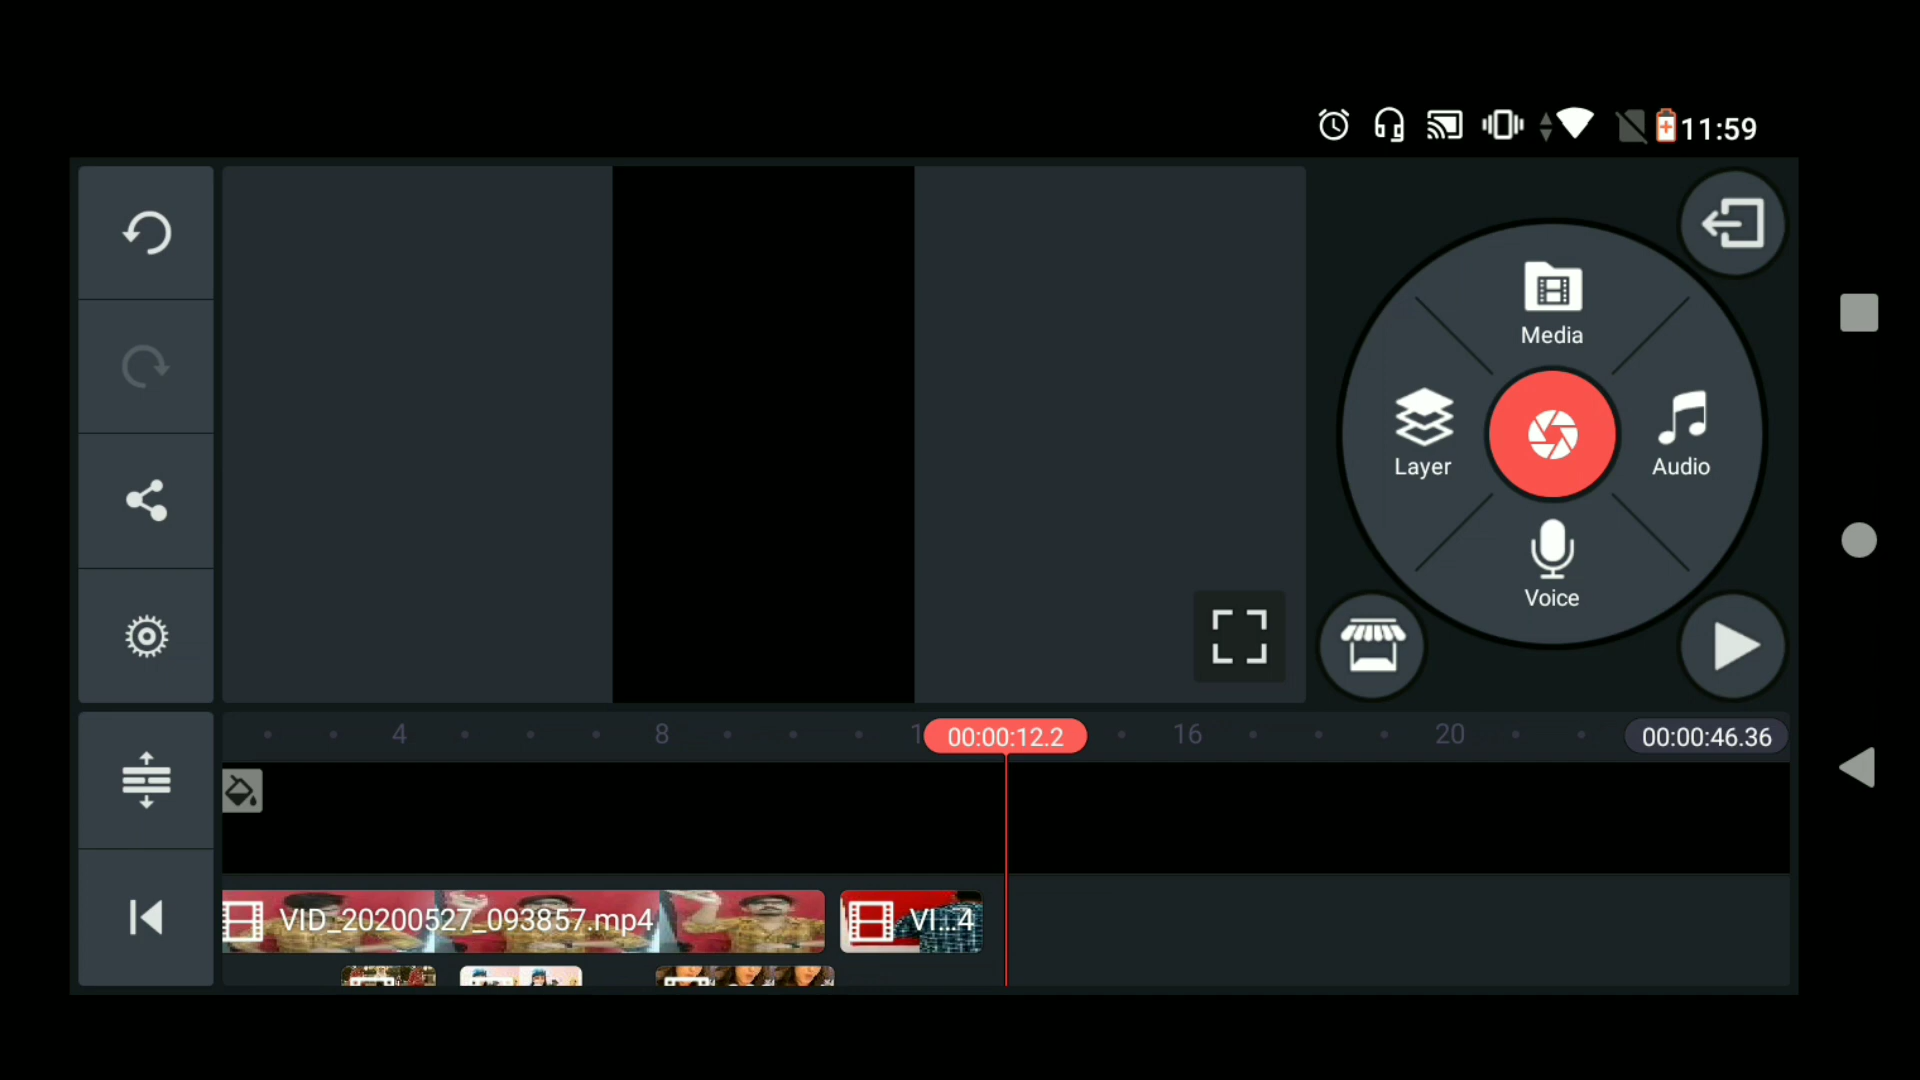 11:59
Media
Layer
Audio
Voice
4 8 1 00:00:12.2 16 20 00:00:46.36
VID_20200527_093857.mp4 VI...4